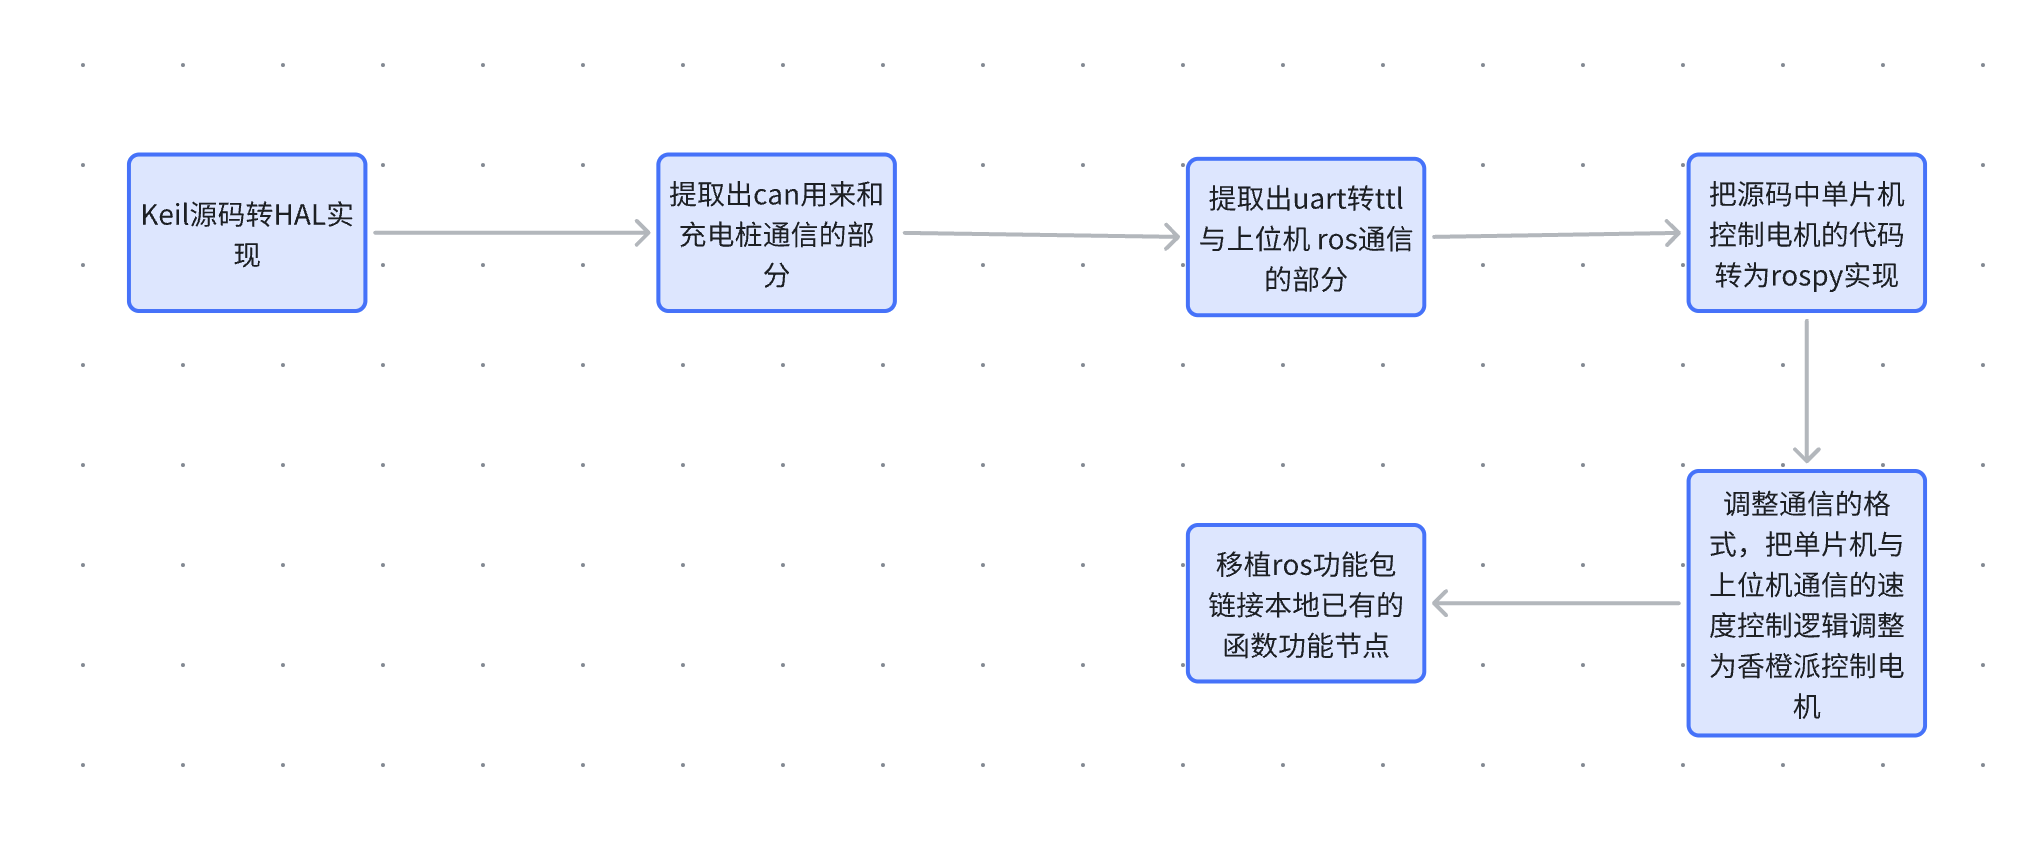 Keil源码转HAL实
现
提取出can用来和
充电桩通信的部
分
提取出uart转ttl
与上位机 ros通信
的部分
把源码中单片机
控制电机的代码
转为rospy实现
调整通信的格
式，把单片机与
上位机通信的速
度控制逻辑调整
为香橙派控制电
机
移植ros功能包
链接本地已有的
函数功能节点